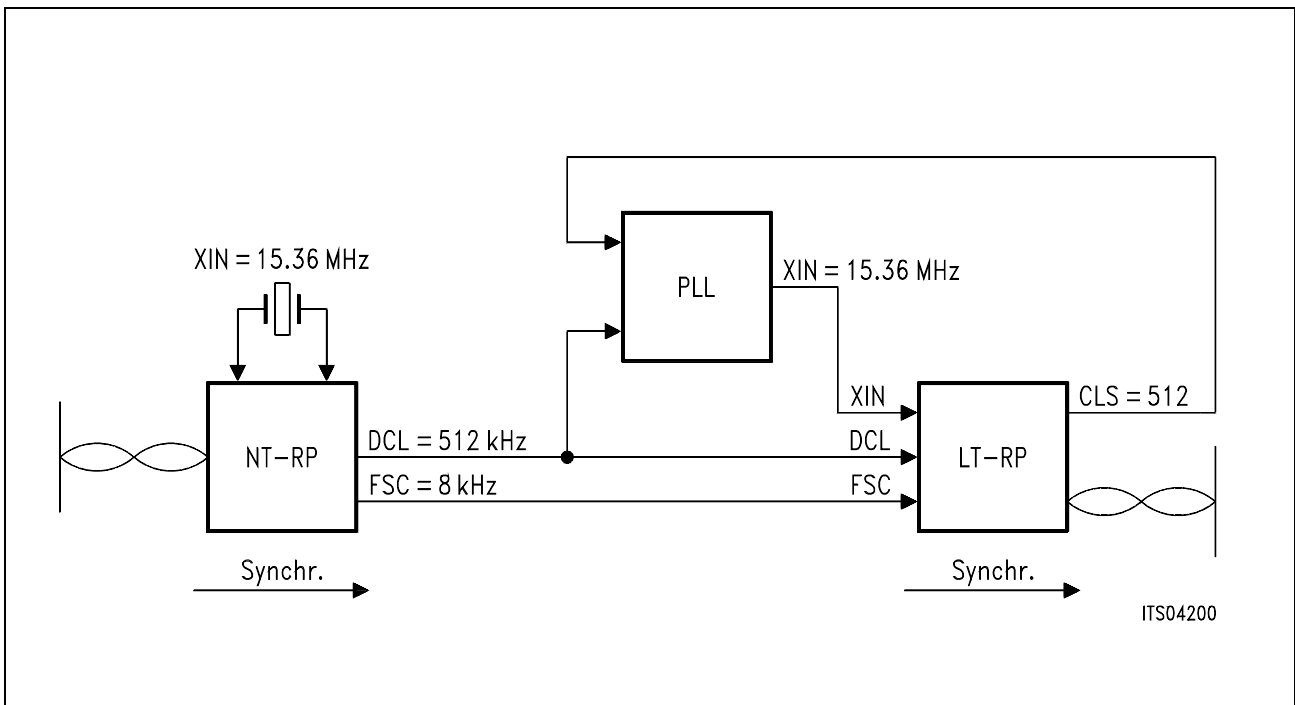 XIN = 15.36 MHz
PLL
XIN = 15.36 MHz
NT-RP
DCL = 512 kHz
FSC = 8 kHz
XIN
DCL
FSC
LT-RP
CLS = 512
Synchr.
Synchr.
ITS04200